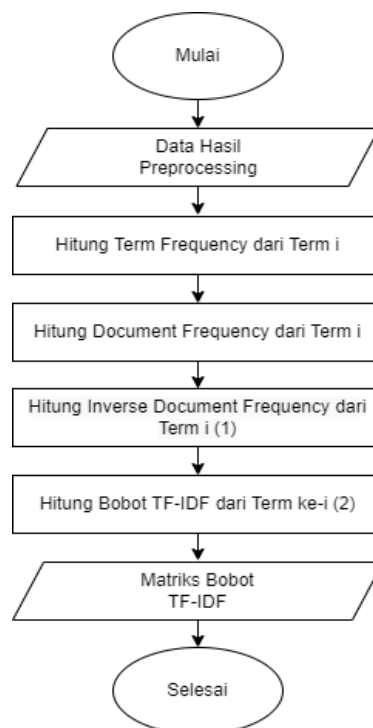 Mulai
Data Hasil
Preprocessing
Hitung Term Frequency dari Term i
Hitung Document Frequency dari Term i
Hitung Inverse Document Frequency dari
Term i (1)
Hitung Bobot TF-IDF dari Term ke-i (2)
Matriks Bobot
TF-IDF
Selesai